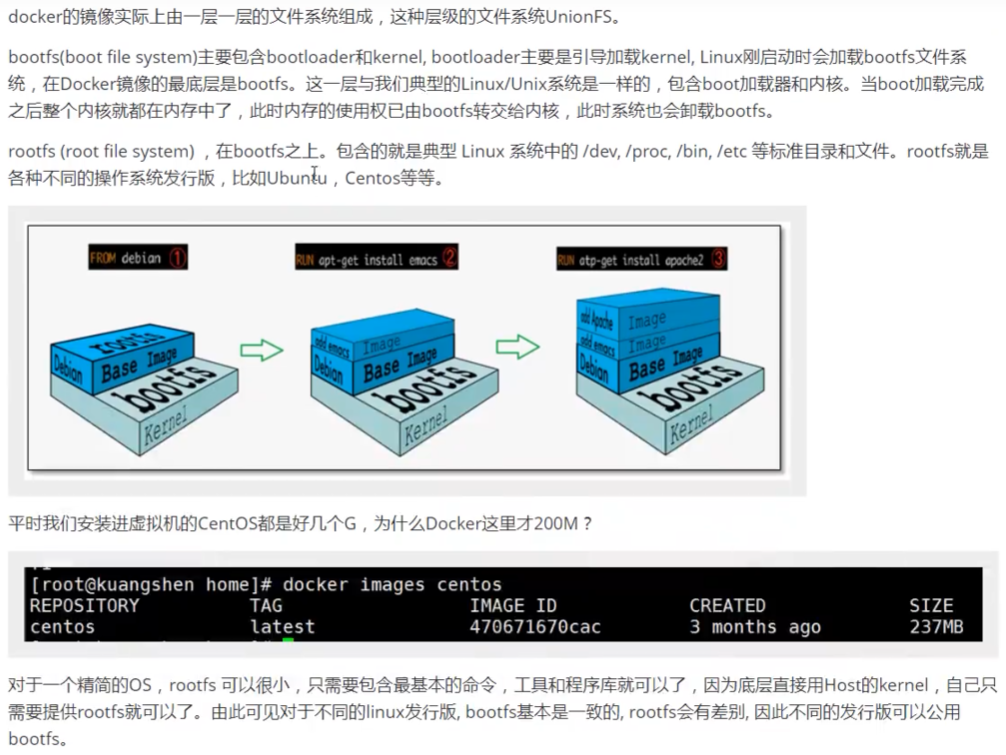 docker的镜像实际上由一层一层的文件系统组成，这种层级的文件系统UnionFS。
bootfs(boot file system)主要包含bootloader和kernel, bootloader主要是引导加载kernel, Linux刚启动时会加载bootfs文件系
统，在Docker镜像的最底层是bootfs。这一层与我们典型的Linux/Unix系统是一样的，包含boot加载器和内核。当boot加载完成
之后整个内核就都在内存中了，此时内存的使用权已由bootfs转交给内核，此时系统也会卸载bootfs。
rootfs (root file system) ，在bootfs之上。包含的就是典型 Linux 系统中的 /dev, /proc, /bin, /etc 等标准目录和文件。rootfs就是
各种不同的操作系统发行版，比如Ubuntu，Centos等等。
FROM debian ①
RUN apt-get install emacs ②
RUN atp-get install apache2 ③
rootfs
Debian Base Image
bootfs
Kernel
add emacs Image
Debian Base Image
bootfs
Kernel
add Apache Image
add emacs Image
Debian Base Image
bootfs
Kernel
平时我们安装进虚拟机的CentOS都是好几个G，为什么Docker这里才200M？
[root@kuangshen home]# docker images centos
REPOSITORY TAG IMAGE ID CREATED SIZE
centos latest 470671670cac 3 months ago 237MB
对于一个精简的OS，rootfs 可以很小，只需要包含最基本的命令，工具和程序库就可以了，因为底层直接用Host的kernel，自己只
需要提供rootfs就可以了。由此可见对于不同的linux发行版, bootfs基本是一致的, rootfs会有差别, 因此不同的发行版可以公用
bootfs。